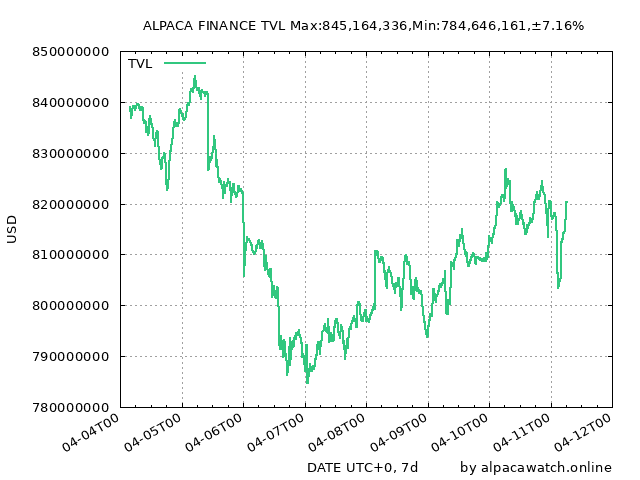 ALPACA FINANCE TVL Max:845,164,336,Min:784,646,161,±7.16%
850000000
TVL
840000000
830000000
820000000
USD
810000000
800000000
790000000
780000000
04-04T00 04-05T00 04-06T00 04-07T00 04-08T00 04-09T00 04-10T00 04-11T00 04-12T00
DATE UTC+0, 7d by alpacawatch.online